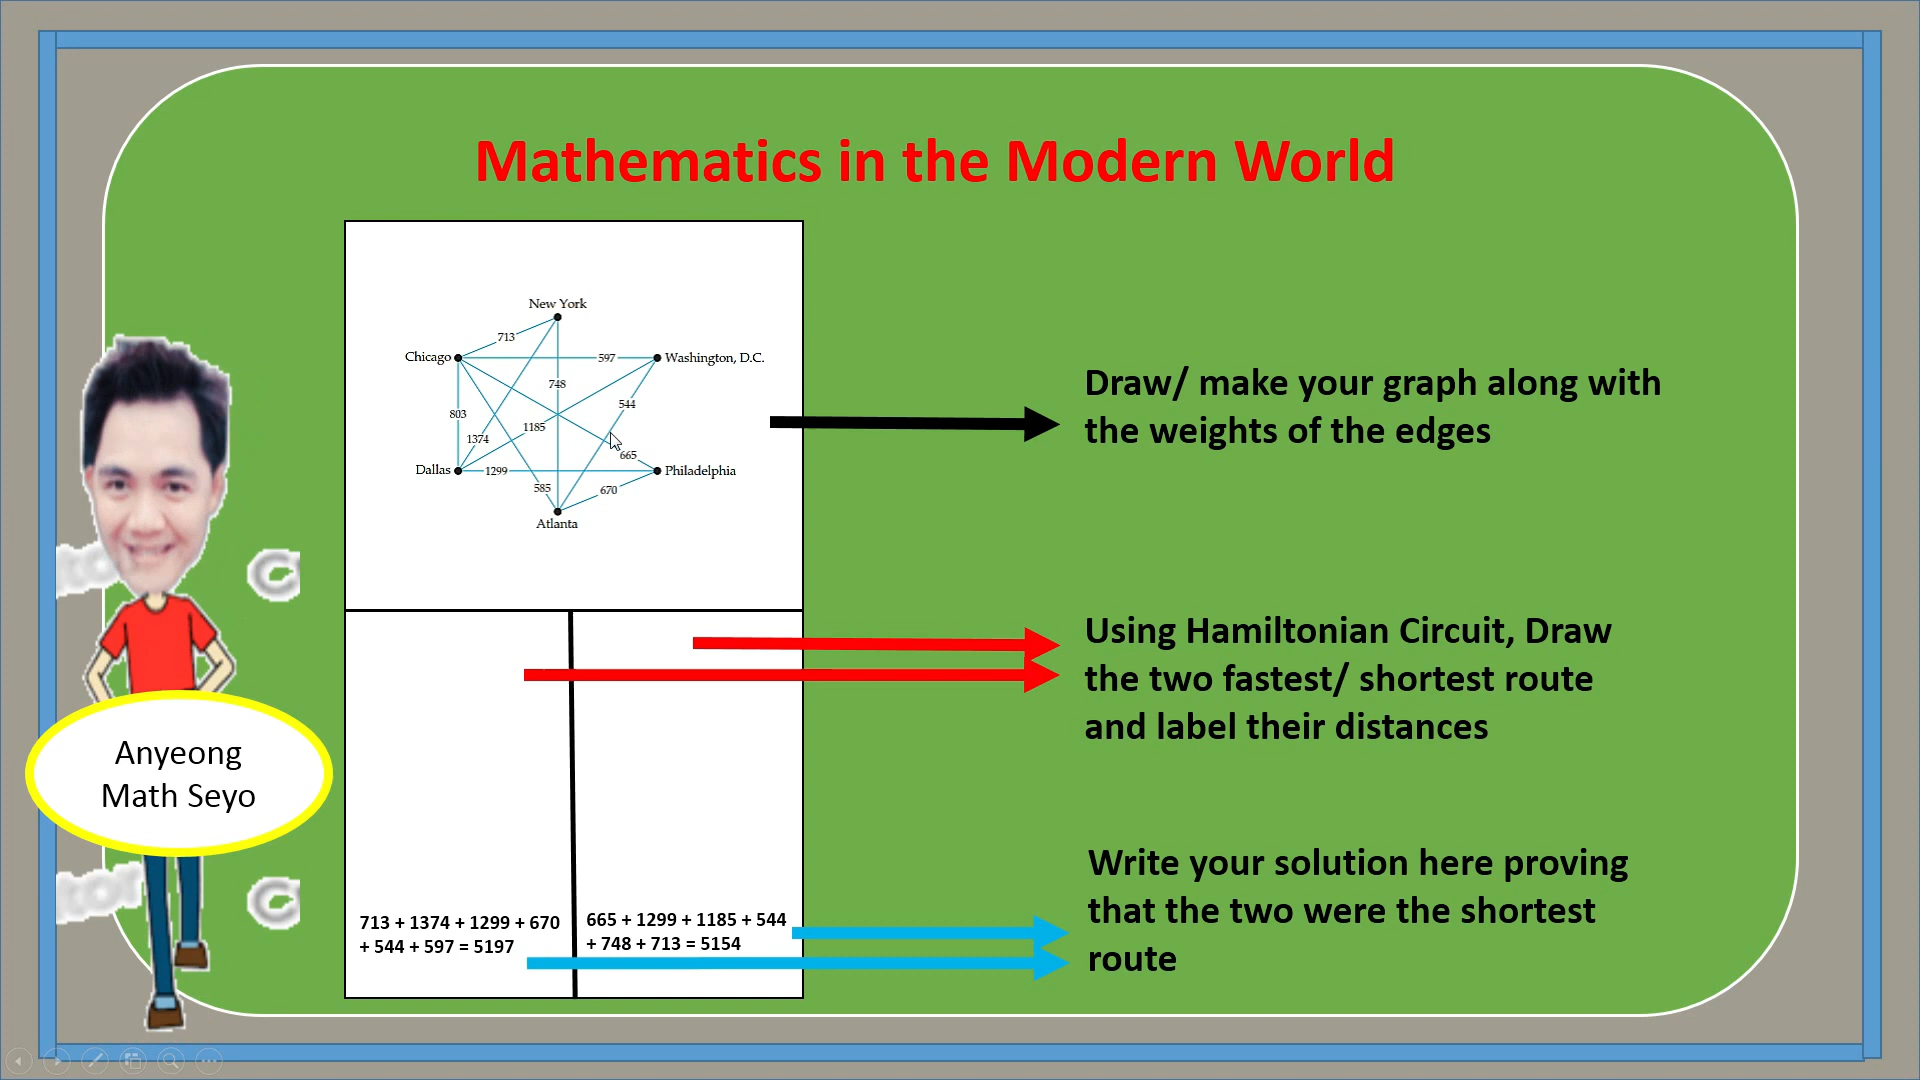 Mathematics in the Modern World
New York
713
Chicago
597
Washington, D.C.
748
544
803
1185
1374
665
Dallas
1299
Philadelphia
585
670
Atlanta
Draw/ make your graph along with
the weights of the edges
Using Hamiltonian Circuit, Draw
the two fastest/ shortest route
and label their distances
Anyeong
Math Seyo
713 + 1374 + 1299 + 670
+ 544 + 597 = 5197
665 + 1299 + 1185 + 544
+ 748 + 713 = 5154
Write your solution here proving
that the two were the shortest
route